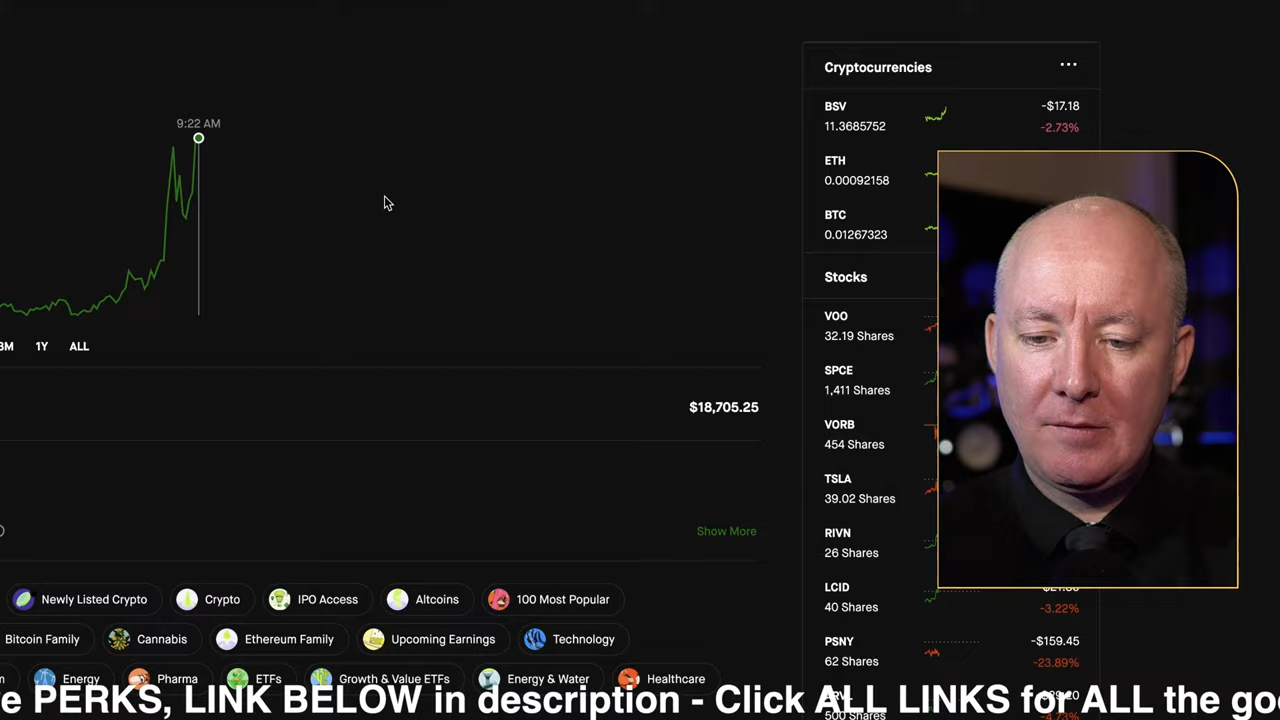 Cryptocurrencies
BSV
-$17.18
11.3685752
-2.73%
9:22 AM
ETH
0.00092158
BTC
0.01267323
Stocks
VOO
32.19 Shares
1Y ALL
SPCE
1,411 Shares
$18,705.25
VORB
454 Shares
TSLA
39.02 Shares
Show More
RIVN
26 Shares
LCID
40 Shares
-3.22%
Newly Listed Crypto
Crypto
IPO Access
Altcoins
100 Most Popular
Bitcoin Family
Cannabis
Ethereum Family
Upcoming Earnings
Technology
PSNY
-$159.45
62 Shares
-23.89%
Energy
Pharma
ETFs
Growth & Value ETFs
Energy & Water
Healthcare
PERKS, LINK BELOW in description - Click ALL LINKS for ALL the
500 Shares
-4.73%